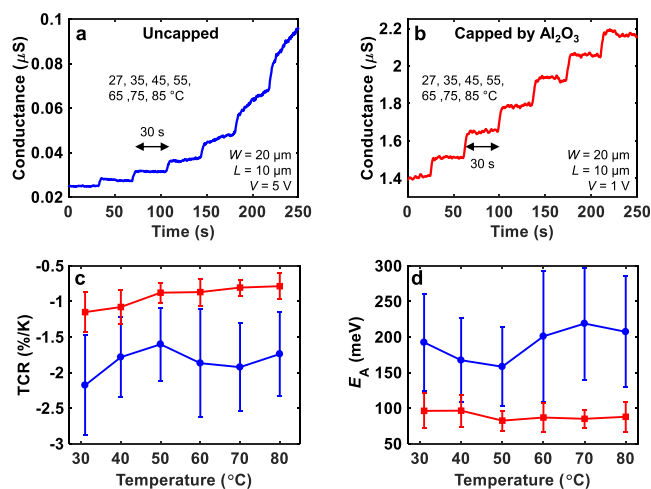 a
Uncapped
27, 35, 45, 55,
65 ,75, 85 °C
30 s
W = 20 µm
L = 10 µm
V = 5 V
0.1
0.08
0.06
0.04
0.02
Conductance (µS)
0 50 100 150 200 250
Time (s)
b
Capped by Al₂O₃
27, 35, 45, 55,
65 ,75, 85 °C
30 s
W = 20 µm
L = 10 µm
V = 1 V
2.2
2
1.8
1.6
1.4
1.2
Conductance (µS)
0 50 100 150 200 250
Time (s)
c
-0.5
-1
-1.5
-2
-2.5
-3
TCR (%/K)
30 40 50 60 70 80
Temperature (°C)
d
300
250
200
150
100
50
E_A (meV)
30 40 50 60 70 80
Temperature (°C)